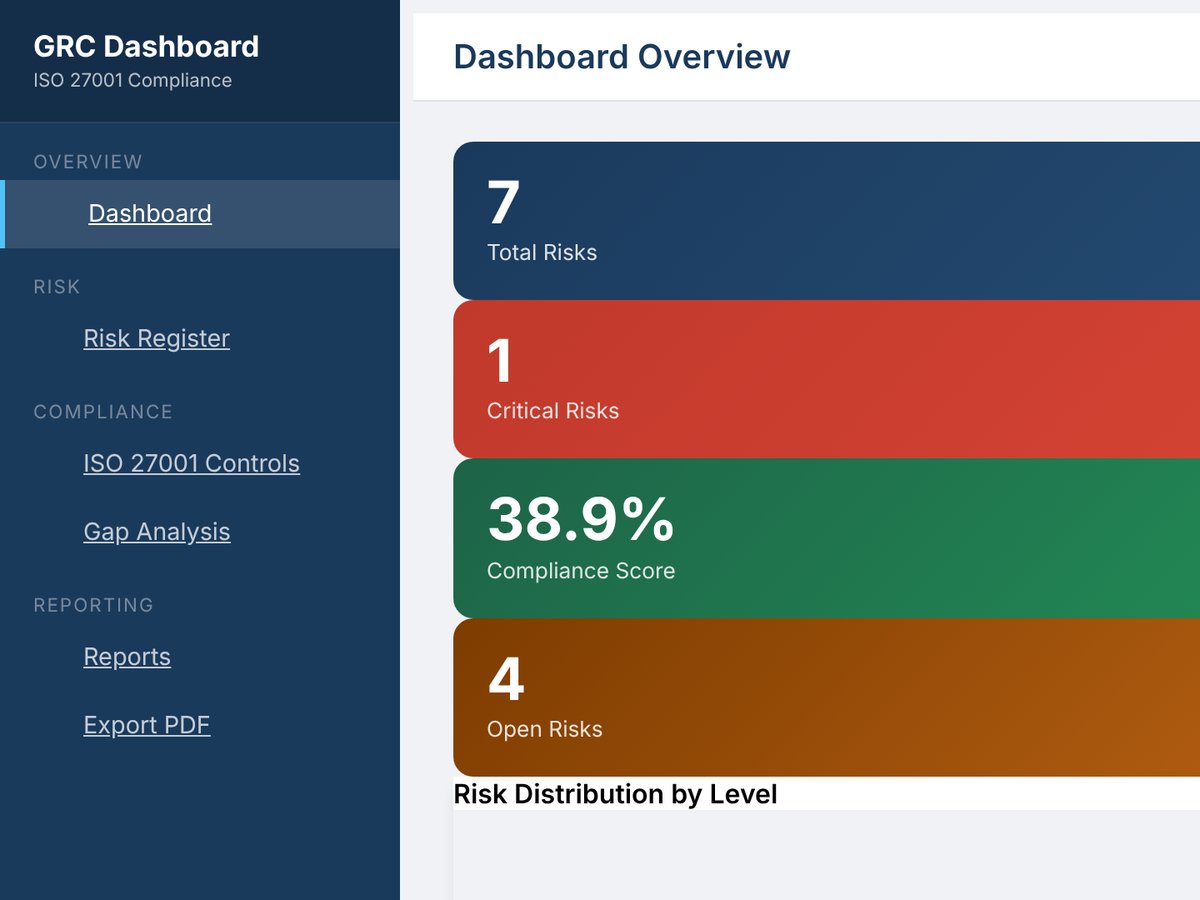 GRC Dashboard
ISO 27001 Compliance
OVERVIEW
Dashboard
RISK
Risk Register
COMPLIANCE
ISO 27001 Controls
Gap Analysis
REPORTING
Reports
Export PDF
Dashboard Overview
7
Total Risks
1
Critical Risks
38.9%
Compliance Score
4
Open Risks
Risk Distribution by Level